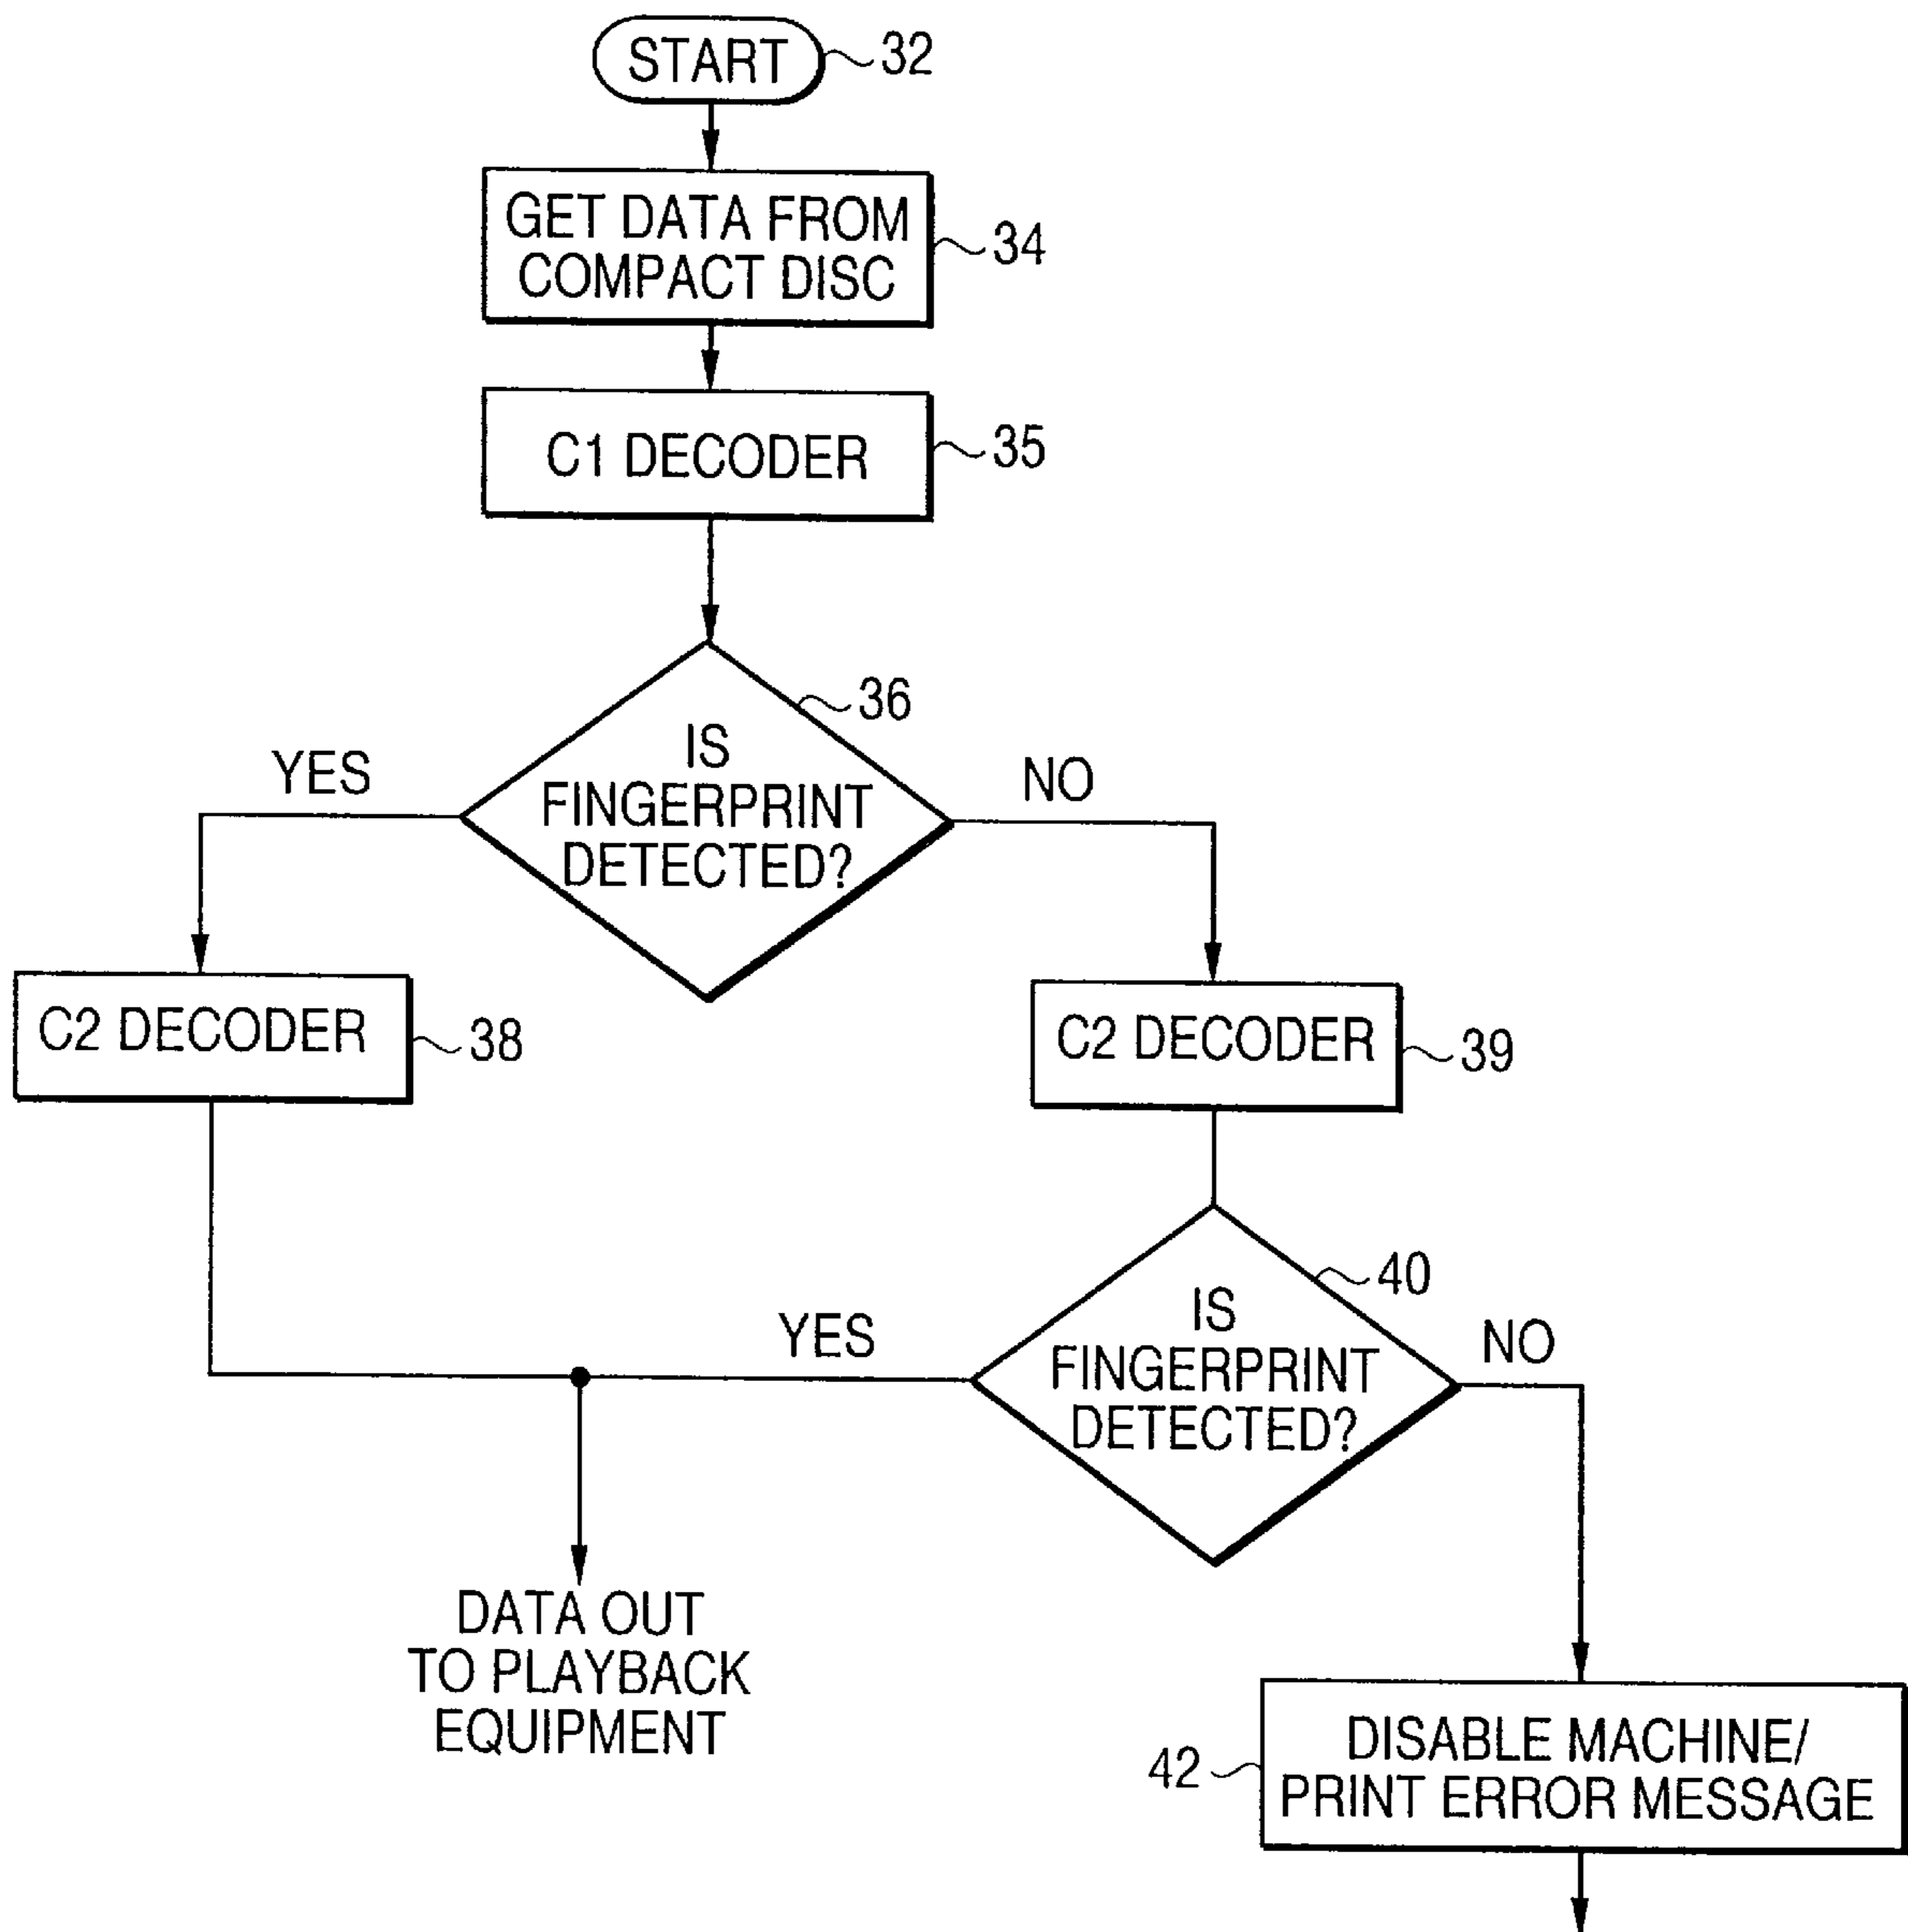 START
32
GET DATA FROM
COMPACT DISC
34
C1 DECODER
35
36
IS
FINGERPRINT
DETECTED?
YES
NO
C2 DECODER
38
C2 DECODER
39
40
IS
FINGERPRINT
DETECTED?
YES
NO
DATA OUT
TO PLAYBACK
EQUIPMENT
42
DISABLE MACHINE/
PRINT ERROR MESSAGE